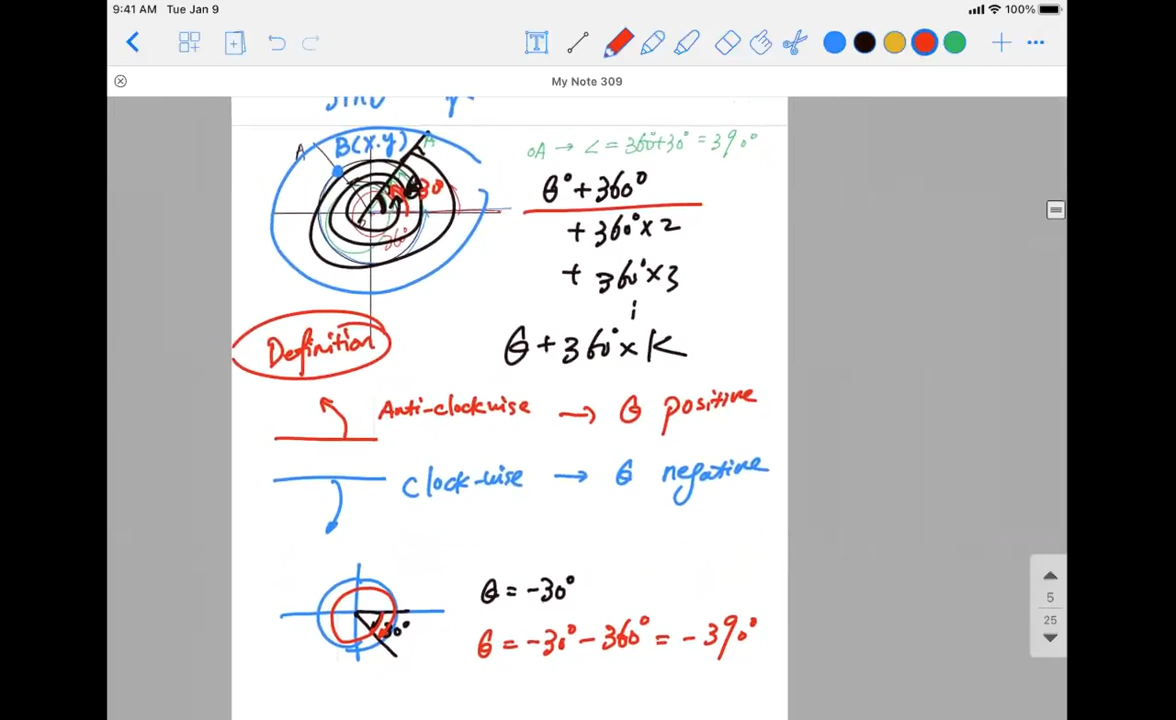 9:41 AM Tue Jan 9
100%
My Note 309
A
B(x.y)
A
30°
OA → ∠ = 360°+30° = 390°
θ° + 360°
+ 360° × 2
+ 360° × 3
θ + 360° × K
Definition
Anti-clockwise → θ positive
Clock-wise → θ negative
30°
θ = -30°
θ = -30° - 360° = - 390°
5
25